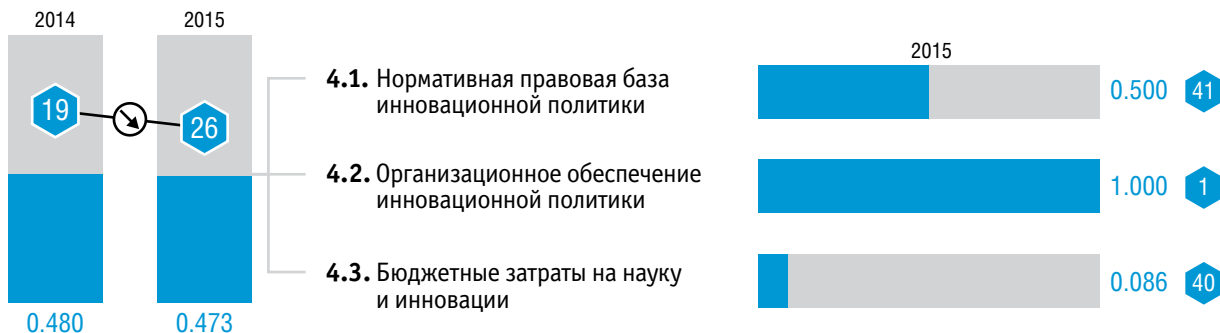 2014
2015
19
26
0.480
0.473
4.1. Нормативная правовая база
инновационной политики
4.2. Организационное обеспечение
инновационной политики
4.3. Бюджетные затраты на науку
и инновации
2015
0.500 41
1.000 1
0.086 40